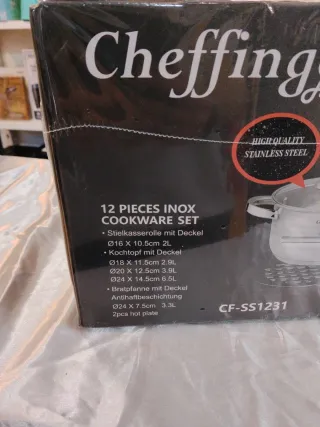 Cheffinge
HIGH QUALITY
STAINLESS STEEL
12 PIECES INOX
COOKWARE SET
• Stielkasserolle mit Deckel
Ø16 X 10.5cm 2L
• Kochtopf mit Deckel
Ø18 X 11.5cm 2.9L
Ø20 X 12.5cm 3.9L
Ø24 X 14.5cm 6.5L
• Bratpfanne mit Deckel
Antihaftbeschichtung
Ø24 X 7.5cm 3.3L
2pcs hot plate
CF-SS1231